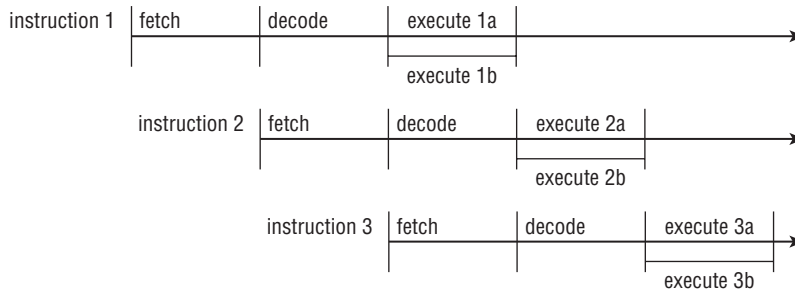 instruction 1 fetch decode execute 1a
execute 1b
instruction 2 fetch decode execute 2a
execute 2b
instruction 3 fetch decode execute 3a
execute 3b